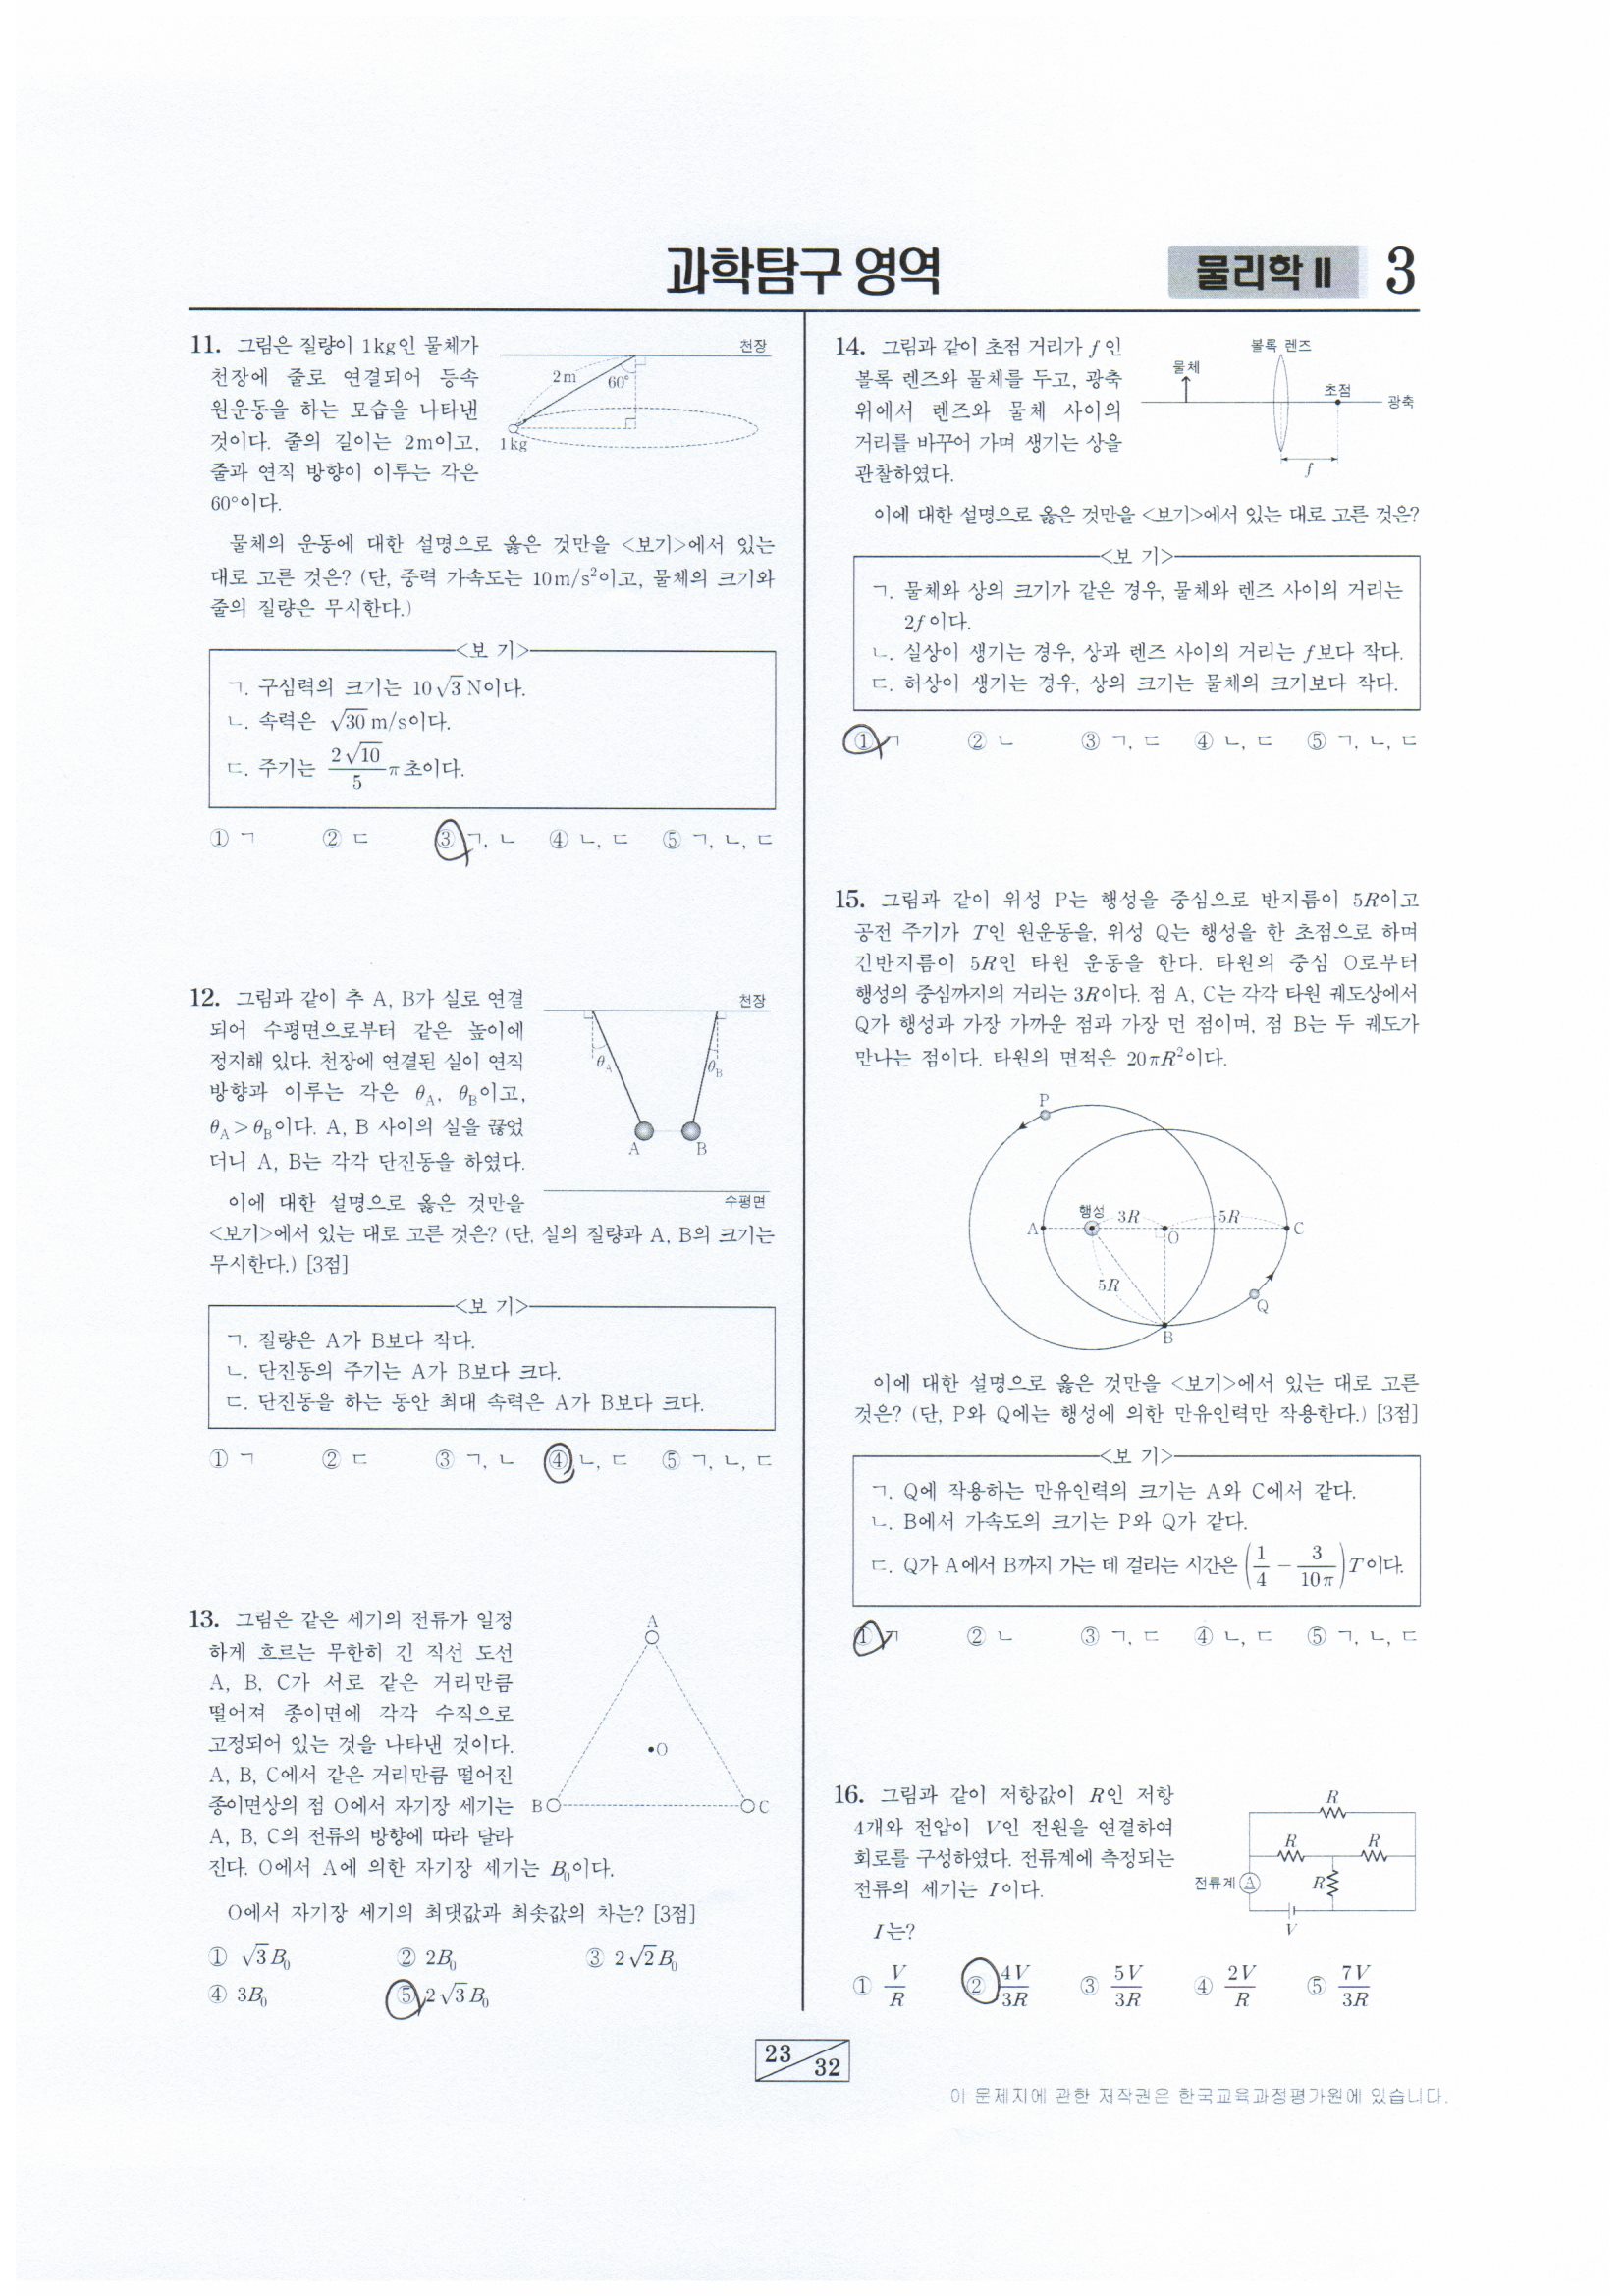 과학탐구 영역
물리학 Ⅱ
3
11. 그림은 질량이 1kg인 물체가
천장에 줄로 연결되어 등속
원운동을 하는 모습을 나타낸
것이다. 줄의 길이는 2m이고,
줄과 연직 방향이 이루는 각은
60°이다.
천장
2m
60°
1kg
물체의 운동에 대한 설명으로 옳은 것만을 <보기>에서 있는
대로 고른 것은? (단, 중력 가속도는 10m/s²이고, 물체의 크기와
줄의 질량은 무시한다.)
<보 기>
ㄱ. 구심력의 크기는 10√3N이다.
ㄴ. 속력은 √30m/s이다.
ㄷ. 주기는 2√10/5 π초이다.
① ㄱ ② ㄷ ③ ㄱ, ㄴ ④ ㄴ, ㄷ ⑤ ㄱ, ㄴ, ㄷ
12. 그림과 같이 추 A, B가 실로 연결
되어 수평면으로부터 같은 높이에
정지해 있다. 천장에 연결된 실이 연직
방향과 이루는 각은 θA, θB이고,
θA>θB이다. A, B 사이의 실을 끊었
더니 A, B는 각각 단진동을 하였다.
천장
θA
θB
A
B
수평면
이에 대한 설명으로 옳은 것만을
<보기>에서 있는 대로 고른 것은? (단, 실의 질량과 A, B의 크기는
무시한다.) [3점]
<보 기>
ㄱ. 질량은 A가 B보다 작다.
ㄴ. 단진동의 주기는 A가 B보다 크다.
ㄷ. 단진동을 하는 동안 최대 속력은 A가 B보다 크다.
① ㄱ ② ㄷ ③ ㄱ, ㄴ ④ ㄴ, ㄷ ⑤ ㄱ, ㄴ, ㄷ
13. 그림은 같은 세기의 전류가 일정
하게 흐르는 무한히 긴 직선 도선
A, B, C가 서로 같은 거리만큼
떨어져 종이면에 각각 수직으로
고정되어 있는 것을 나타낸 것이다.
A, B, C에서 같은 거리만큼 떨어진
종이면상의 점 O에서 자기장 세기는
A, B, C의 전류의 방향에 따라 달라
진다. O에서 A에 의한 자기장 세기는 B₀이다.
A
O
B
C
O에서 자기장 세기의 최댓값과 최솟값의 차는? [3점]
① √3B₀ ② 2B₀ ③ 2√2B₀
④ 3B₀ ⑤ 2√3B₀
14. 그림과 같이 초점 거리가 f인
볼록 렌즈와 물체를 두고, 광축
위에서 렌즈와 물체 사이의
거리를 바꾸어 가며 생기는 상을
관찰하였다.
볼록 렌즈
물체
초점
광축
f
이에 대한 설명으로 옳은 것만을 <보기>에서 있는 대로 고른 것은?
<보 기>
ㄱ. 물체와 상의 크기가 같은 경우, 물체와 렌즈 사이의 거리는
2f이다.
ㄴ. 실상이 생기는 경우, 상과 렌즈 사이의 거리는 f보다 작다.
ㄷ. 허상이 생기는 경우, 상의 크기는 물체의 크기보다 작다.
① ㄱ ② ㄴ ③ ㄱ, ㄷ ④ ㄴ, ㄷ ⑤ ㄱ, ㄴ, ㄷ
15. 그림과 같이 위성 P는 행성을 중심으로 반지름이 5R이고
공전 주기가 T인 원운동을, 위성 Q는 행성을 한 초점으로 하며
긴반지름이 5R인 타원 운동을 한다. 타원의 중심 O로부터
행성의 중심까지의 거리는 3R이다. 점 A, C는 각각 타원 궤도상에서
Q가 행성과 가장 가까운 점과 가장 먼 점이며, 점 B는 두 궤도가
만나는 점이다. 타원의 면적은 20πR²이다.
P
행성
3R
5R
A
O
C
5R
Q
B
이에 대한 설명으로 옳은 것만을 <보기>에서 있는 대로 고른
것은? (단, P와 Q에는 행성에 의한 만유인력만 작용한다.) [3점]
<보 기>
ㄱ. Q에 작용하는 만유인력의 크기는 A와 C에서 같다.
ㄴ. B에서 가속도의 크기는 P와 Q가 같다.
ㄷ. Q가 A에서 B까지 가는 데 걸리는 시간은 (1/4 − 3/10π)T이다.
① ㄱ ② ㄴ ③ ㄱ, ㄷ ④ ㄴ, ㄷ ⑤ ㄱ, ㄴ, ㄷ
16. 그림과 같이 저항값이 R인 저항
4개와 전압이 V인 전원을 연결하여
회로를 구성하였다. 전류계에 측정되는
전류의 세기는 I이다.
R
R
R
전류계 A
R
V
I는?
① V/R ② 4V/3R ③ 5V/3R ④ 2V/R ⑤ 7V/3R
23
32
이 문제지에 관한 저작권은 한국교육과정평가원에 있습니다.